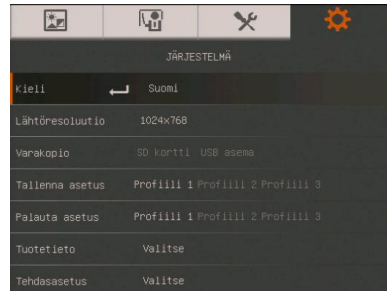 JÄRJESTELMÄ
Kieli Suomi
Lähtöresoluutio 1024x768
Varakopio SD kortti USB asema
Tallenna asetus Profiili 1 Profiili 2 Profiili 3
Palauta asetus Profiili 1 Profiili 2 Profiili 3
Tuotetieto Valitse
Tehdasasetus Valitse